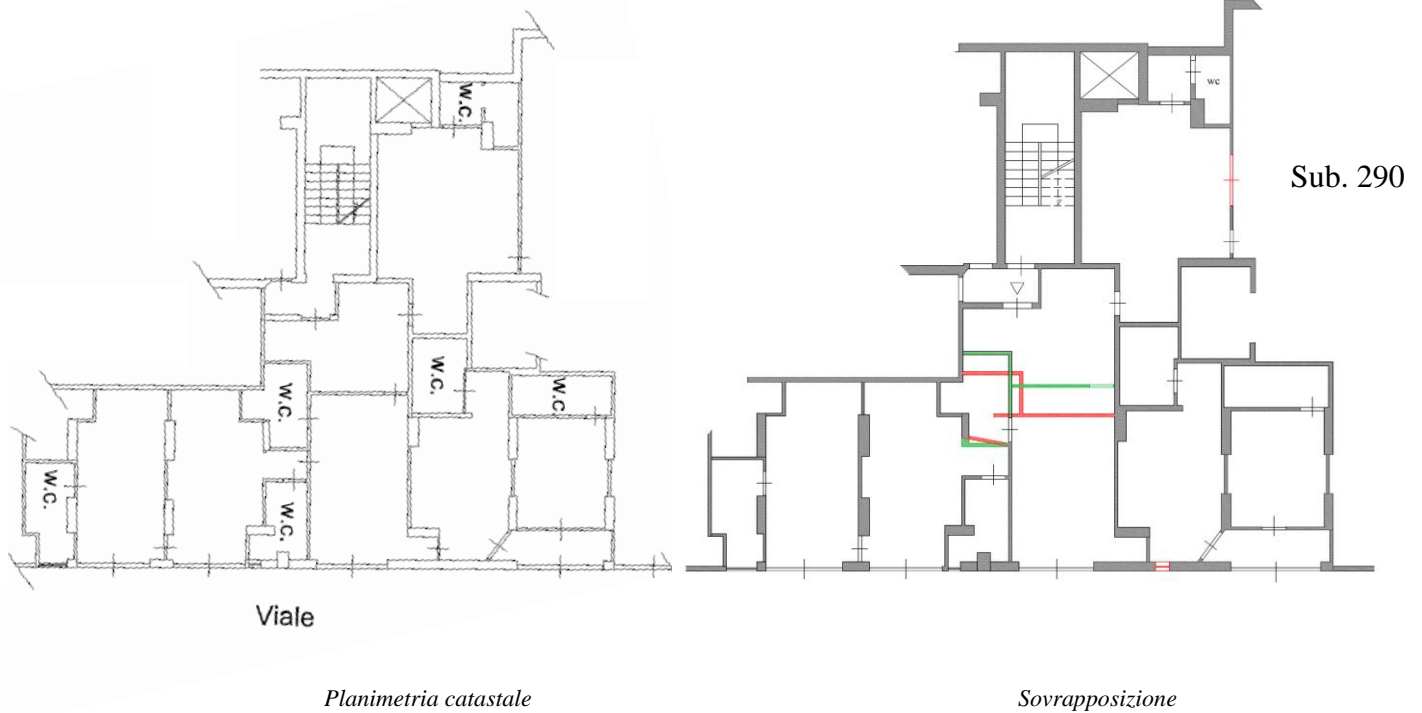 W.C.
wc
Sub. 290
W.C.
W.C.
W.C.
W.C.
W.C.
Viale
Planimetria catastale
Sovrapposizione